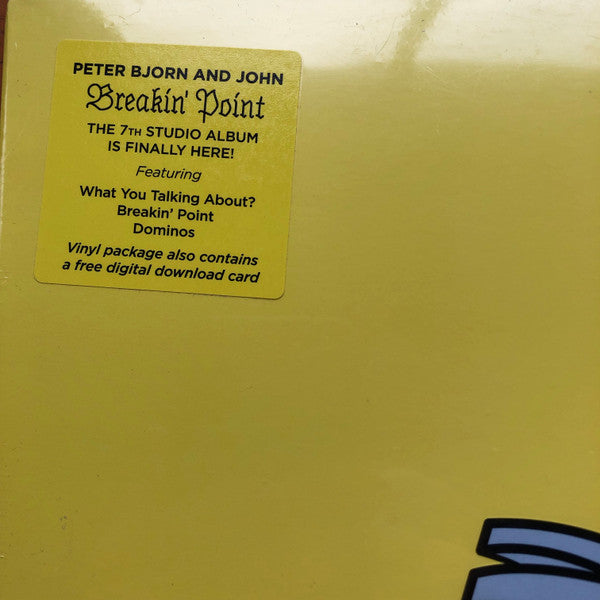 PETER BJORN AND JOHN
Breakin' Point
THE 7TH STUDIO ALBUM
IS FINALLY HERE!
Featuring
What You Talking About?
Breakin' Point
Dominos
Vinyl package also contains
a free digital download card